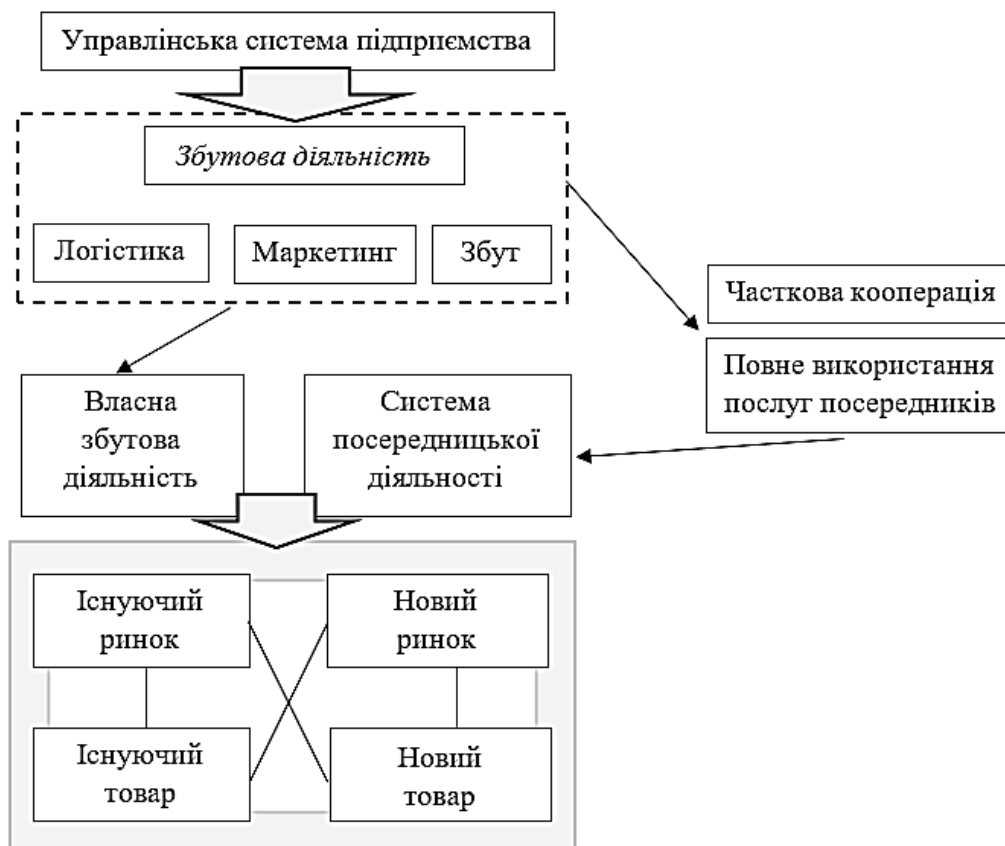 Управлінська система підприємства
Збутова діяльність
Логістика
Маркетинг
Збут
Часткова кооперація
Повне використання
послуг посередників
Власна
збутова
діяльність
Система
посередницької
діяльності
Існуючий
ринок
Новий
ринок
Існуючий
товар
Новий
товар